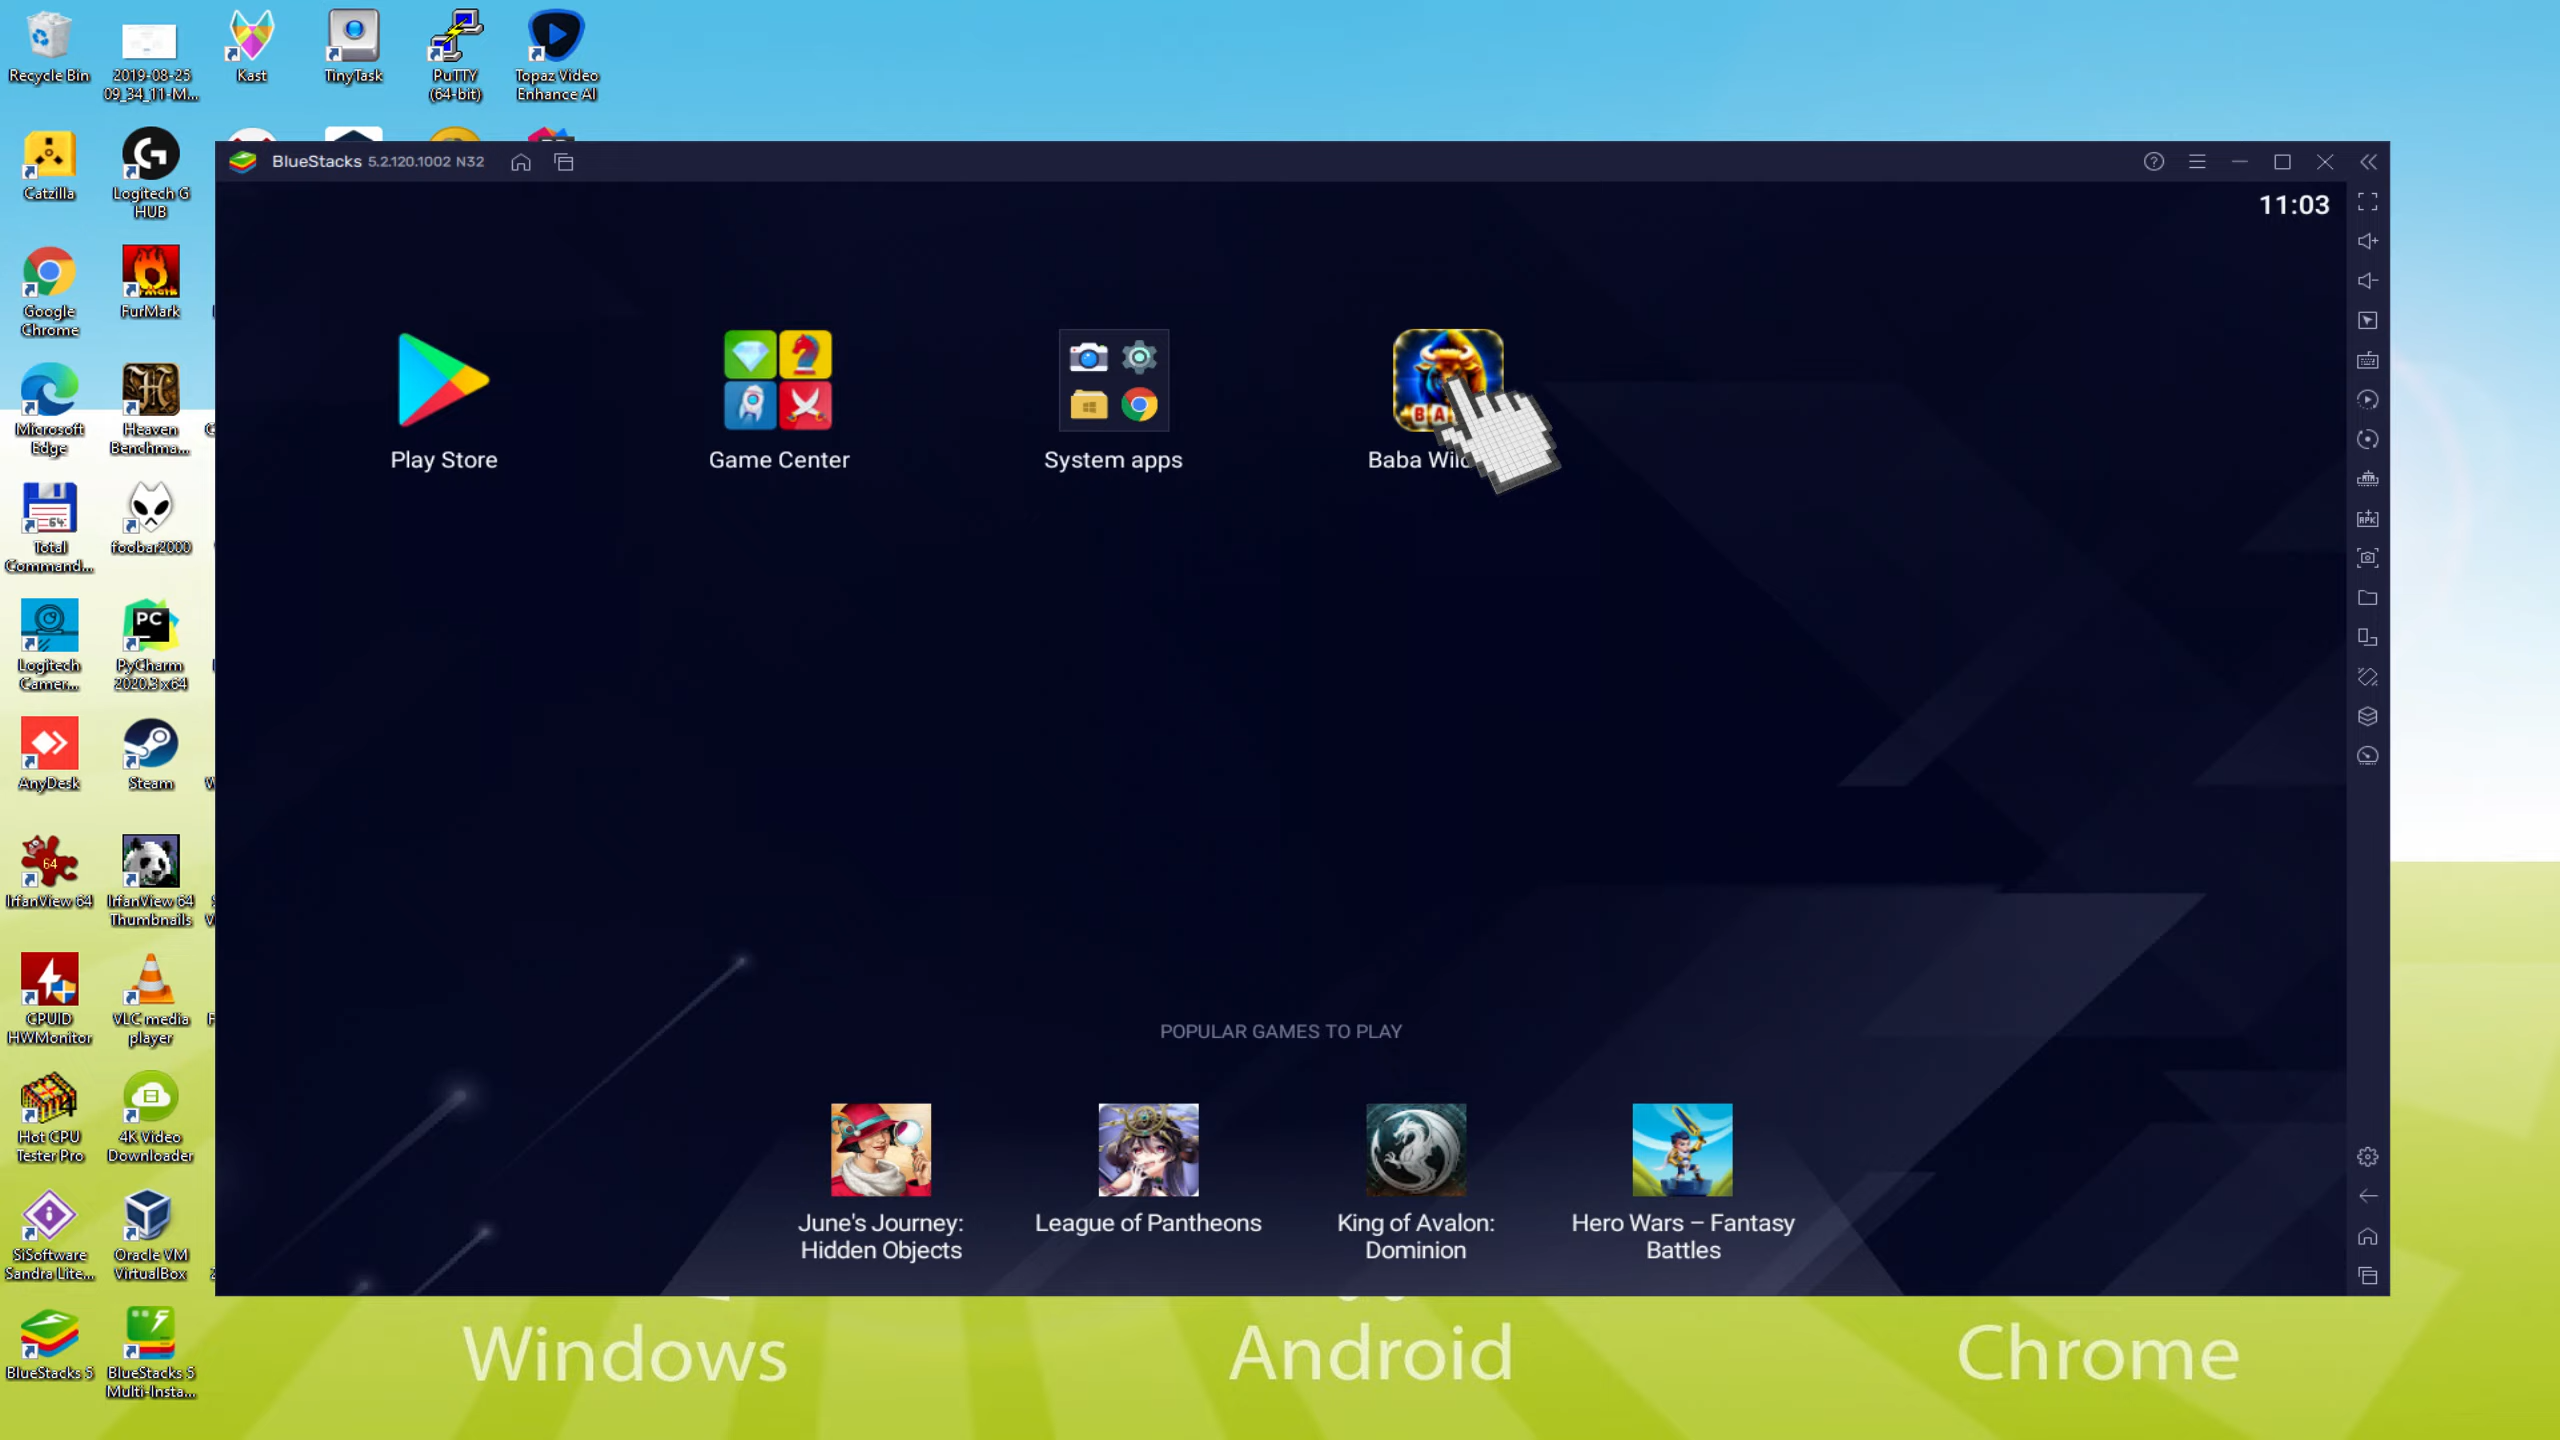 Recycle Bin
2019-08-25
09_34_11-M...
Kast
TinyTask
PuTTY
(64-bit)
Topaz Video
Enhance AI
Catzilla
Logitech G
HUB
Google
Chrome
FurMark
Microsoft
Edge
Heaven
Benchma...
Total
Command...
foobar2000
Logitech
Camer...
PyCharm
2020.3 x64
AnyDesk
Steam
IrfanView 64
IrfanView 64
Thumbnails
CPUID
HWMonitor
VLC media
player
Hot CPU
Tester Pro
4K Video
Downloader
SiSoftware
Sandra Lite...
Oracle VM
VirtualBox
BlueStacks 5
BlueStacks 5
Multi-Insta...
BlueStacks 5.2.120.1002 N32
11:03
Play Store
Game Center
System apps
Baba
POPULAR GAMES TO PLAY
June's Journey:
Hidden Objects
League of Pantheons
King of Avalon:
Dominion
Hero Wars – Fantasy
Battles
Windows
Android
Chrome